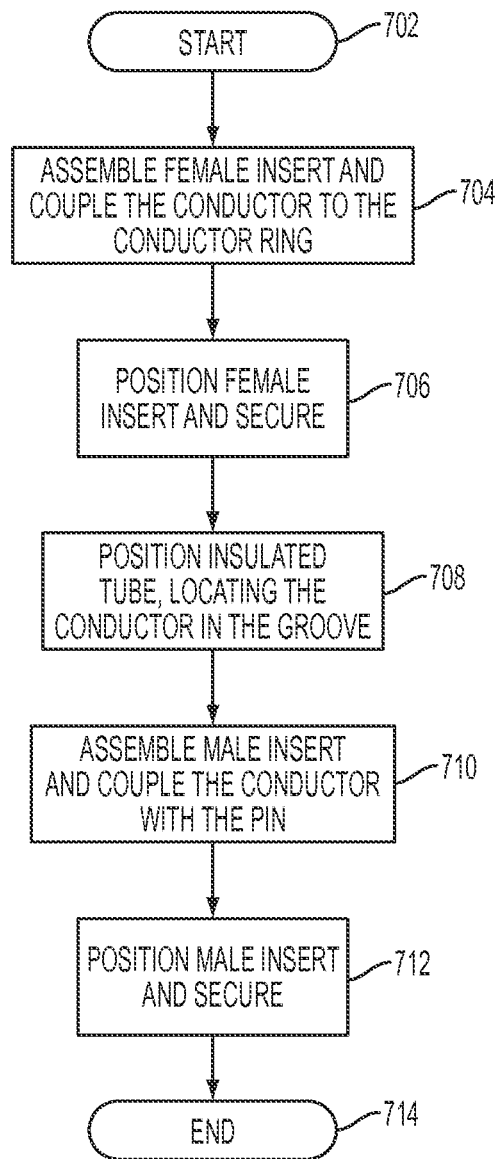 START
702
ASSEMBLE FEMALE INSERT AND
COUPLE THE CONDUCTOR TO THE
CONDUCTOR RING
704
POSITION FEMALE
INSERT AND SECURE
706
POSITION INSULATED
TUBE, LOCATING THE
CONDUCTOR IN THE GROOVE
708
ASSEMBLE MALE INSERT
AND COUPLE THE CONDUCTOR
WITH THE PIN
710
POSITION MALE INSERT
AND SECURE
712
END
714